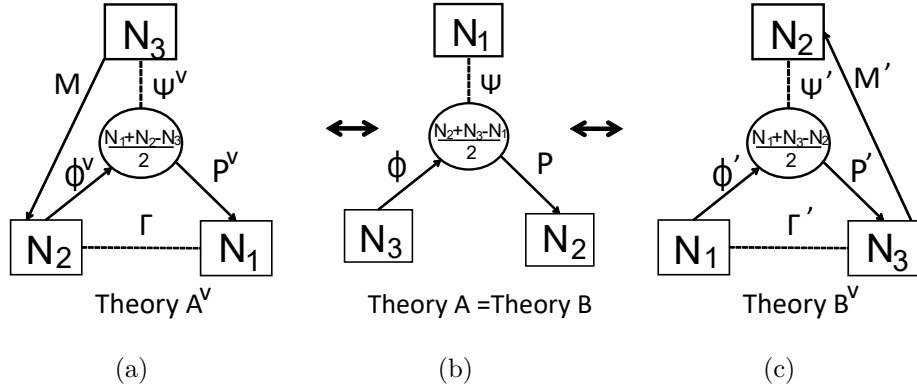 N₃
M
Ψᵛ
N₁+N₂-N₃
2
ϕᵛ
Pᵛ
Γ
N₂
N₁
Theory Aᵛ
(a)
N₁
Ψ
N₂+N₃-N₁
2
ϕ
P
N₃
N₂
Theory A =Theory B
(b)
N₂
Ψ’
M’
N₁+N₃-N₂
2
ϕ’
P’
Γ’
N₁
N₃
Theory Bᵛ
(c)